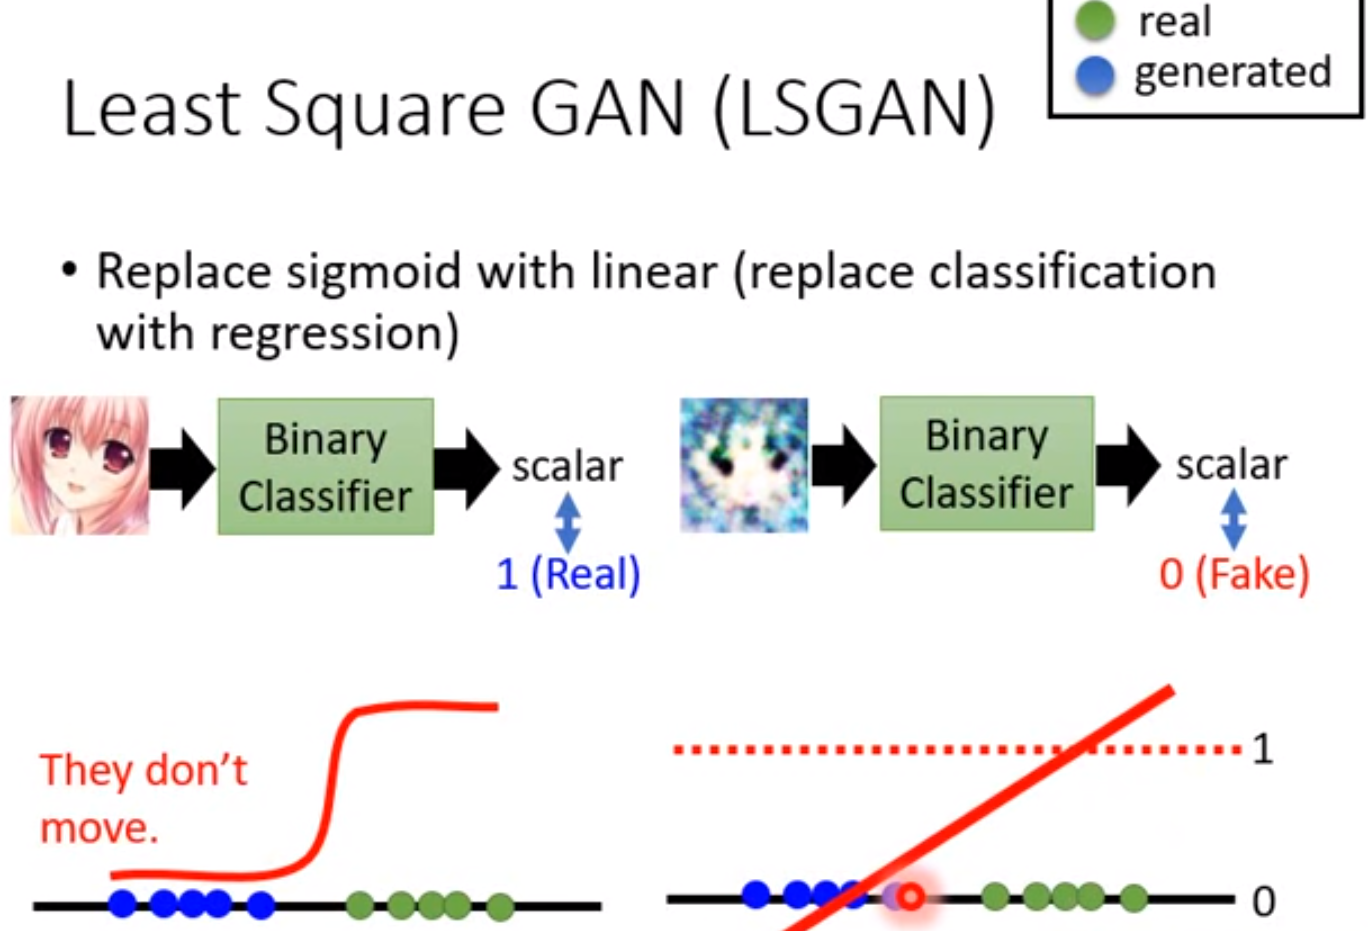 real
generated
Least Square GAN (LSGAN)
• Replace sigmoid with linear (replace classification
with regression)
Binary
Classifier
scalar
1 (Real)
Binary
Classifier
scalar
0 (Fake)
They don't
move.
1
0